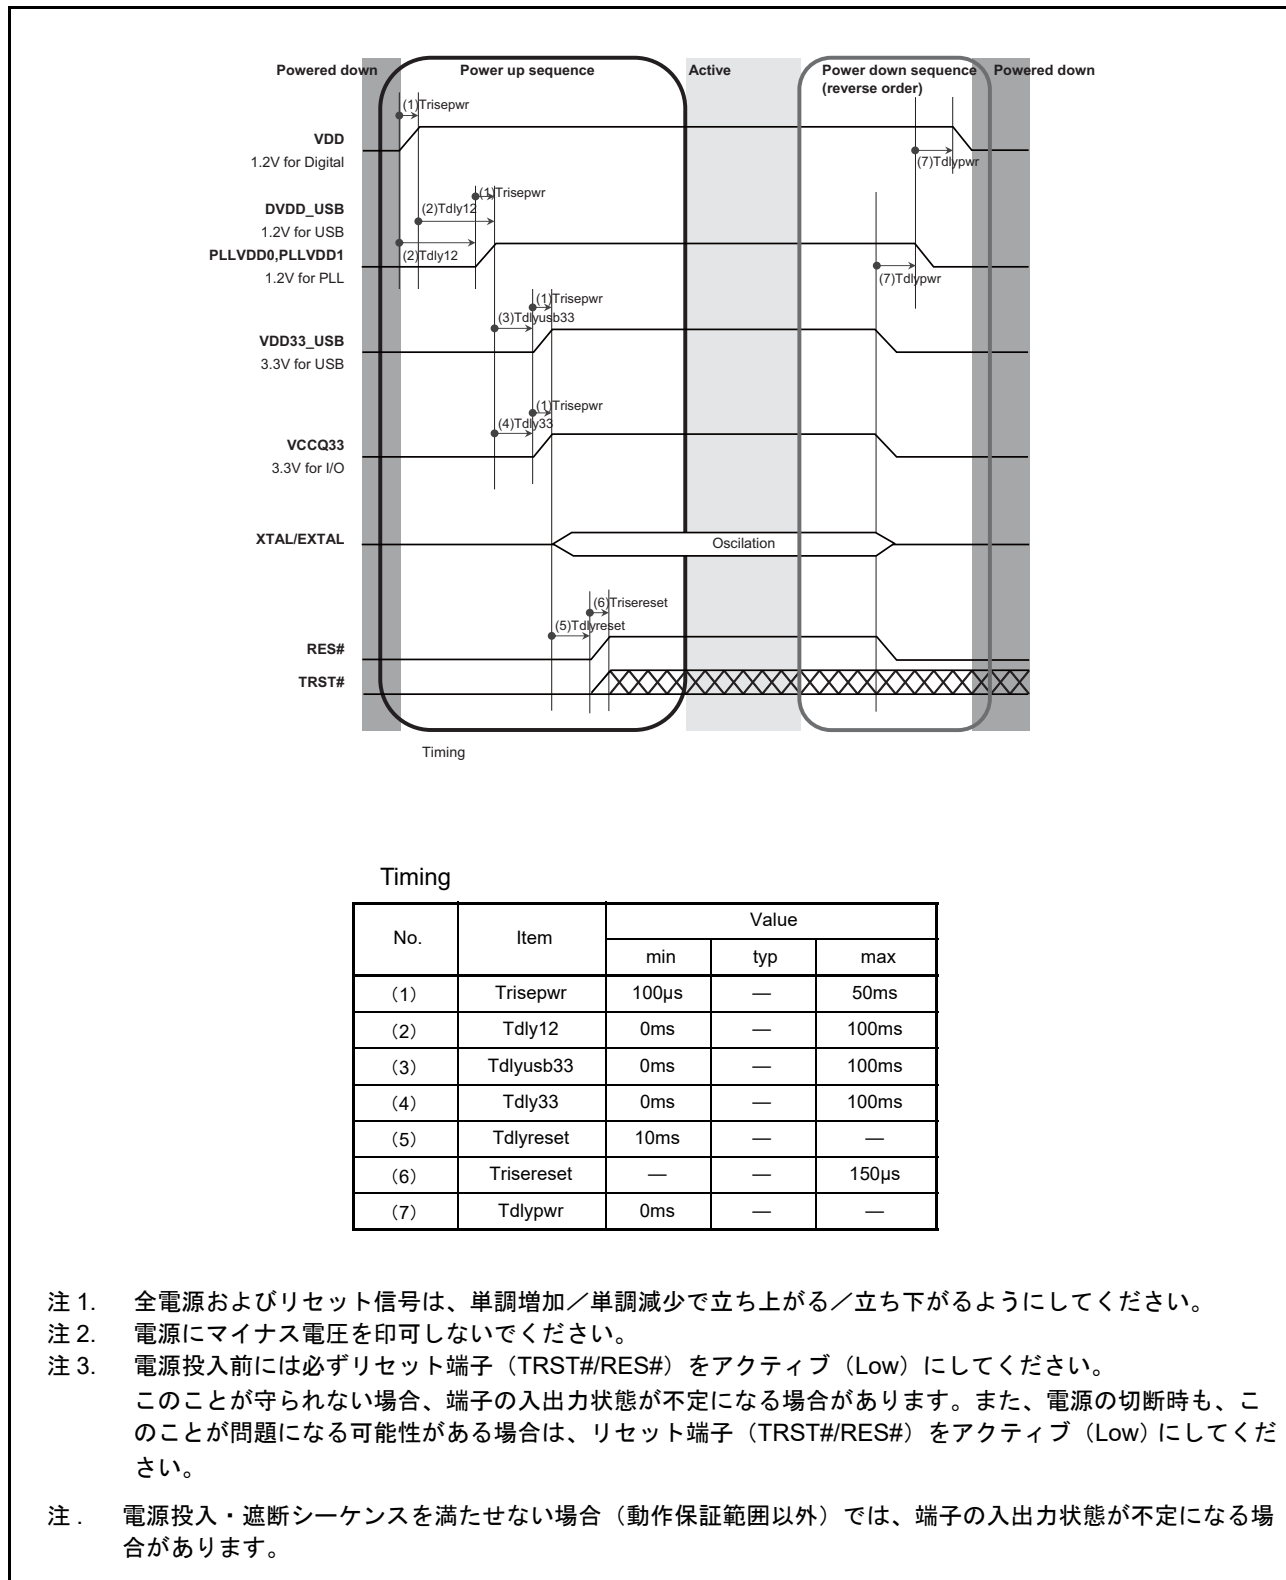 Powered down
Power up sequence
Active
Power down sequence
(reverse order)
Powered down
(1)Trisepwr
VDD
1.2V for Digital
(7)Tdlypwr
(1)Trisepwr
(2)Tdly12
DVDD_USB
1.2V for USB
PLLVDD0,PLLVDD1
(2)Tdly12
1.2V for PLL
(7)Tdlypwr
(1)Trisepwr
(3)Tdlyusb33
VDD33_USB
3.3V for USB
(1)Trisepwr
(4)Tdly33
VCCQ33
3.3V for I/O
XTAL/EXTAL
Oscilation
(6)Trisereset
(5)Tdlyreset
RES#
TRST#
Timing
Timing
No. Item Value
min typ max
(1) Trisepwr 100µs — 50ms
(2) Tdly12 0ms — 100ms
(3) Tdlyusb33 0ms — 100ms
(4) Tdly33 0ms — 100ms
(5) Tdlyreset 10ms — —
(6) Trisereset — — 150µs
(7) Tdlypwr 0ms — —
注 1. 全電源およびリセット信号は、単調増加／単調減少で立ち上がる／立ち下がるようにしてください。
注 2. 電源にマイナス電圧を印可しないでください。
注 3. 電源投入前には必ずリセット端子（TRST#/RES#）をアクティブ（Low）にしてください。
このことが守られない場合、端子の入出力状態が不定になる場合があります。また、電源の切断時も、こ
のことが問題になる可能性がある場合は、リセット端子（TRST#/RES#）をアクティブ（Low）にしてくだ
さい。
注 . 電源投入・遮断シーケンスを満たせない場合（動作保証範囲以外）では、端子の入出力状態が不定になる場
合があります。